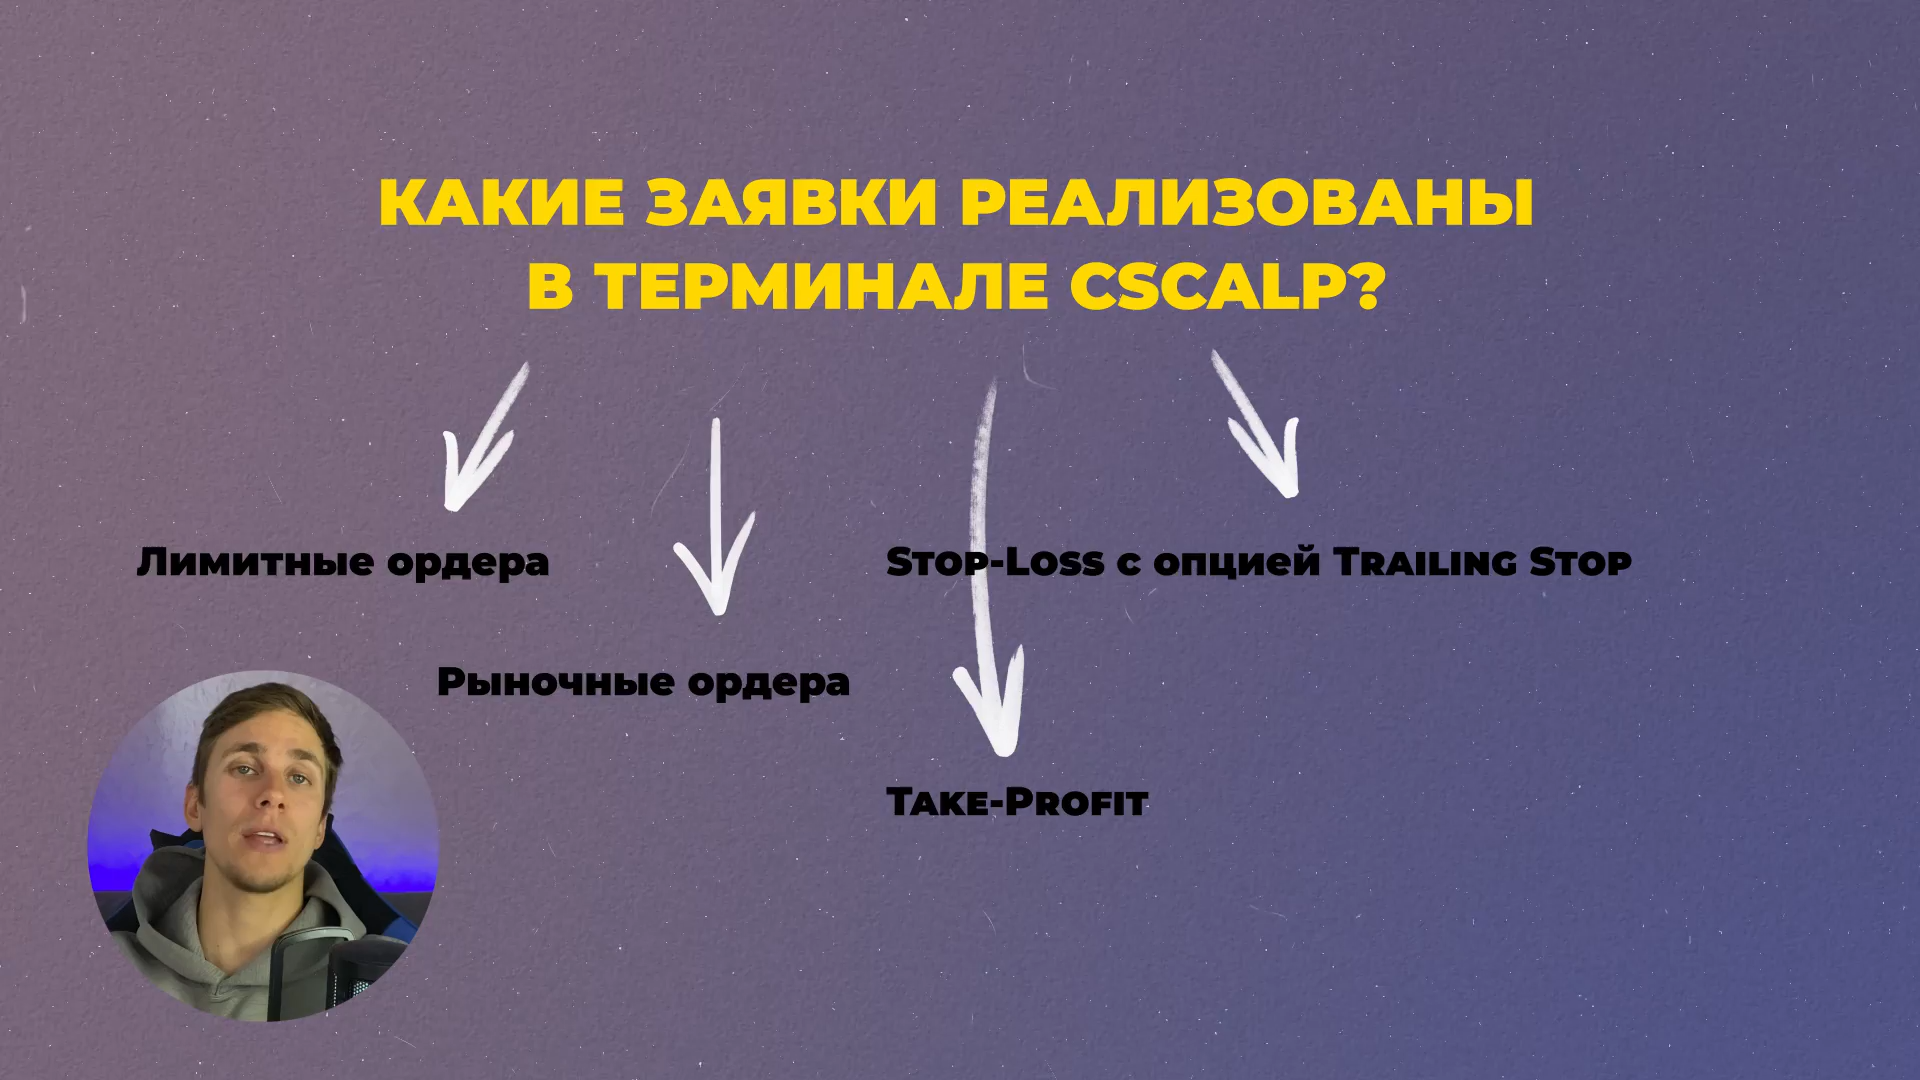 КАКИЕ ЗАЯВКИ РЕАЛИЗОВАНЫ
В ТЕРМИНАЛЕ CSCALP?
Лимитные ордера
Stop-Loss с опцией Trailing Stop
Рыночные ордера
Take-Profit